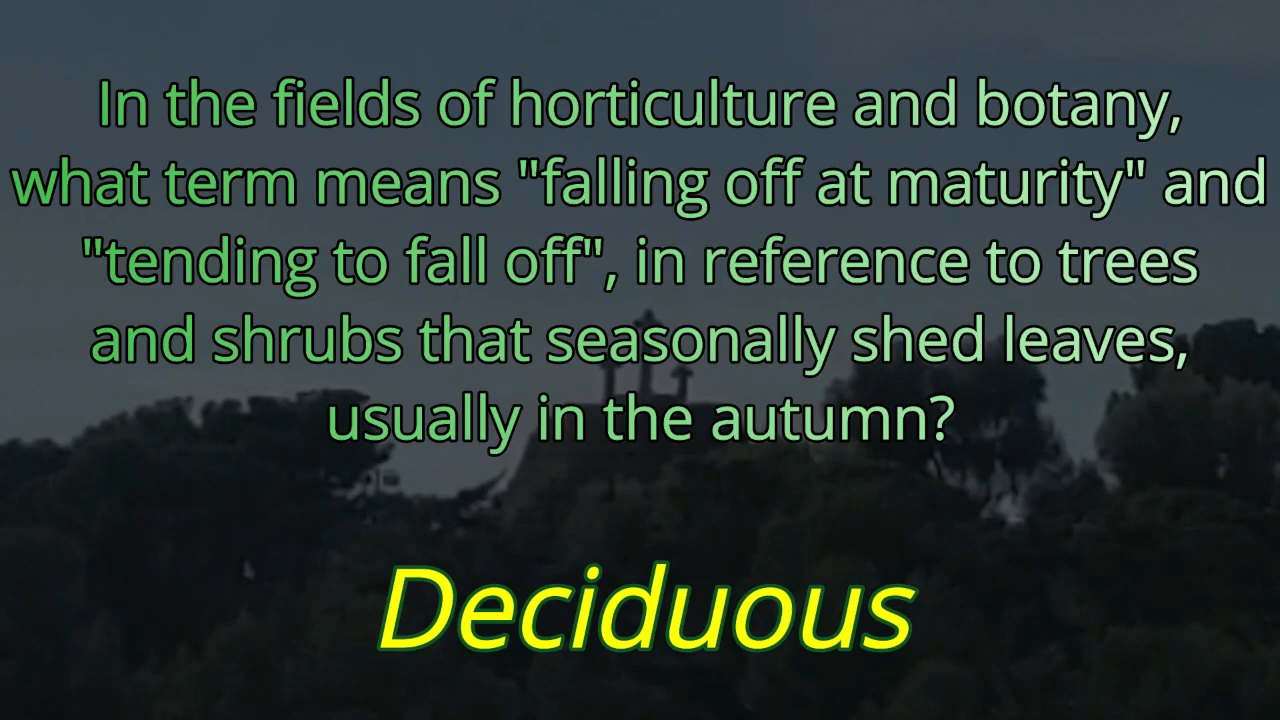 In the fields of horticulture and botany,
what term means "falling off at maturity" and
"tending to fall off", in reference to trees
and shrubs that seasonally shed leaves,
usually in the autumn?
Deciduous